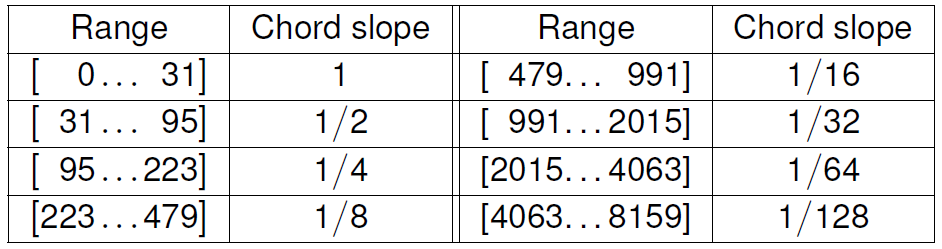 Range Chord slope Range Chord slope
[ 0... 31] 1 [ 479... 991] 1/16
[ 31... 95] 1/2 [ 991...2015] 1/32
[ 95...223] 1/4 [2015...4063] 1/64
[223...479] 1/8 [4063...8159] 1/128